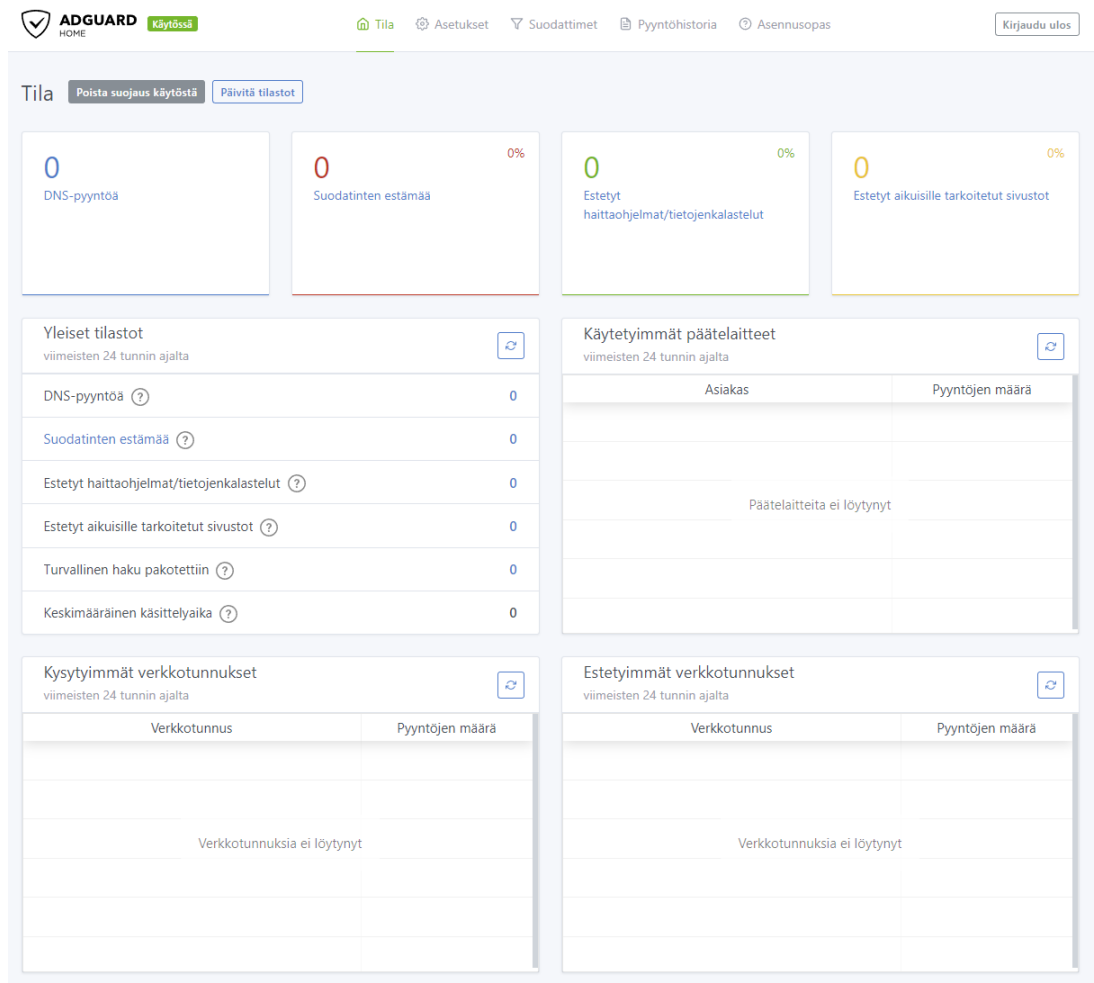 ADGUARD
HOME
Käytössä
Tila
Asetukset
Suodattimet
Pyyntöhistoria
Asennusopas
Kirjaudu ulos
Tila
Poista suojaus käytöstä
Päivitä tilastot
0
DNS-pyyntöä
0%
0
Suodatinten estämää
0%
0
Estetyt
haittaohjelmat/tietojenkalastelut
0%
0
Estetyt aikuisille tarkoitetut sivustot
Yleiset tilastot
viimeisten 24 tunnin ajalta
DNS-pyyntöä ? 0
Suodatinten estämää ? 0
Estetyt haittaohjelmat/tietojenkalastelut ? 0
Estetyt aikuisille tarkoitetut sivustot ? 0
Turvallinen haku pakotettiin ? 0
Keskimääräinen käsittelyaika ? 0
Käytetyimmät päätelaitteet
viimeisten 24 tunnin ajalta
Asiakas Pyyntöjen määrä
Päätelaitteita ei löytynyt
Kysytyimmät verkkotunnukset
viimeisten 24 tunnin ajalta
Verkkotunnus Pyyntöjen määrä
Verkkotunnuksia ei löytynyt
Estetyimmät verkkotunnukset
viimeisten 24 tunnin ajalta
Verkkotunnus Pyyntöjen määrä
Verkkotunnuksia ei löytynyt